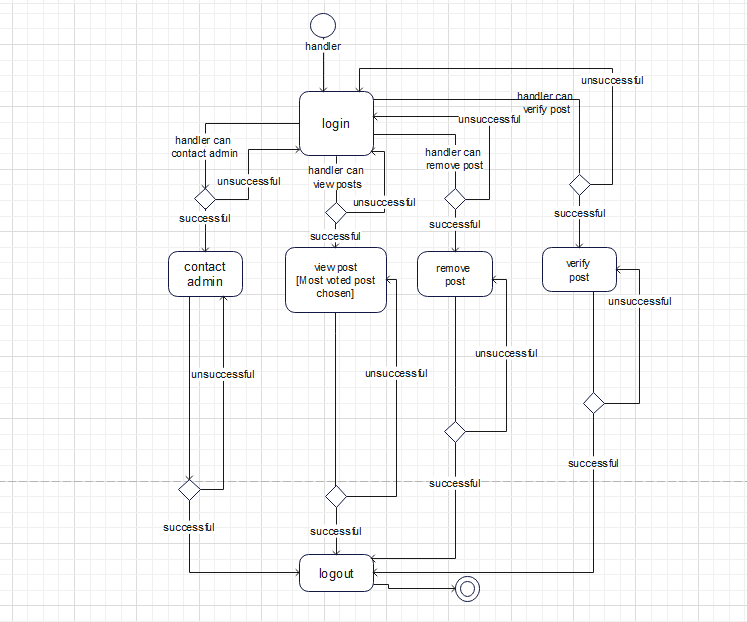 handler
unsuccessful
handler can
verify post
login
unsuccessful
handler can
contact admin
handler can
remove post
handler can
view posts
unsuccessful
unsuccessful
successful
successful
successful
successful
contact
admin
view post
[Most voted post
chosen]
remove
post
verify
post
unsuccessful
unsuccessful
unsuccessful
unsuccessful
successful
successful
successful
successful
logout